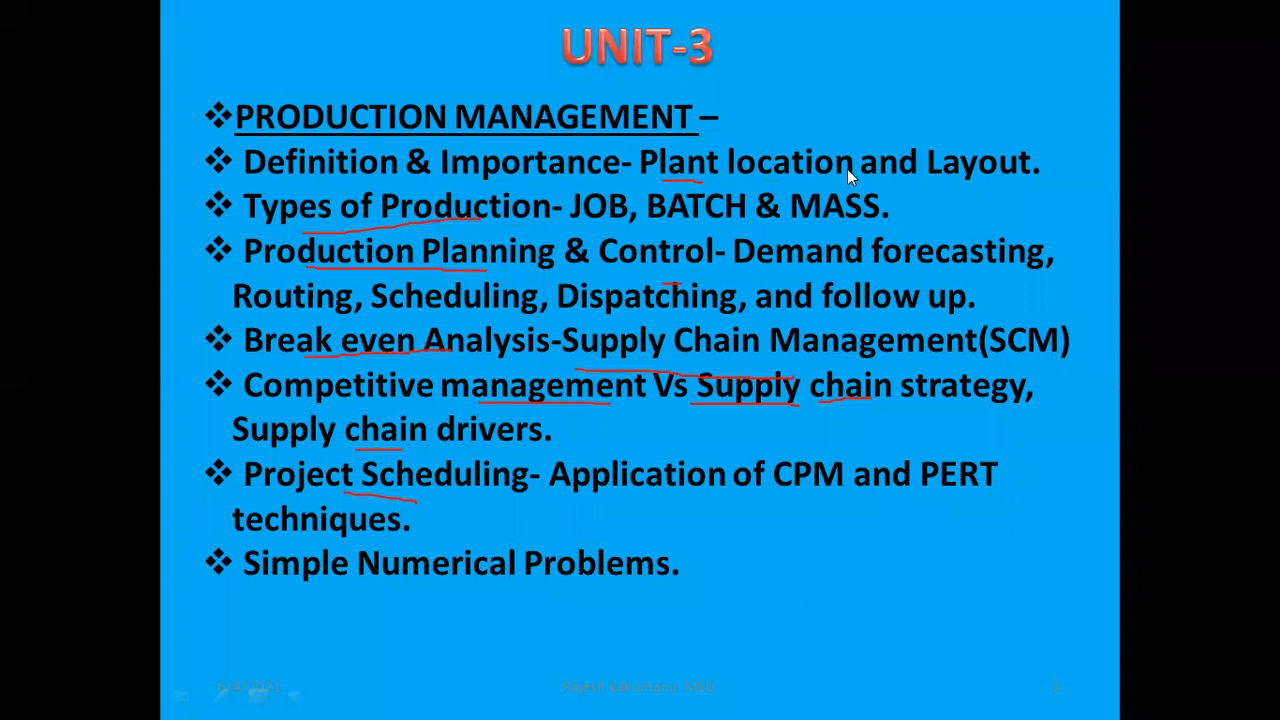 UNIT-3
❖PRODUCTION MANAGEMENT –
❖ Definition & Importance- Plant location and Layout.
❖ Types of Production- JOB, BATCH & MASS.
❖ Production Planning & Control- Demand forecasting,
Routing, Scheduling, Dispatching, and follow up.
❖ Break even Analysis-Supply Chain Management(SCM)
❖ Competitive management Vs Supply chain strategy,
Supply chain drivers.
❖ Project Scheduling- Application of CPM and PERT
techniques.
❖ Simple Numerical Problems.